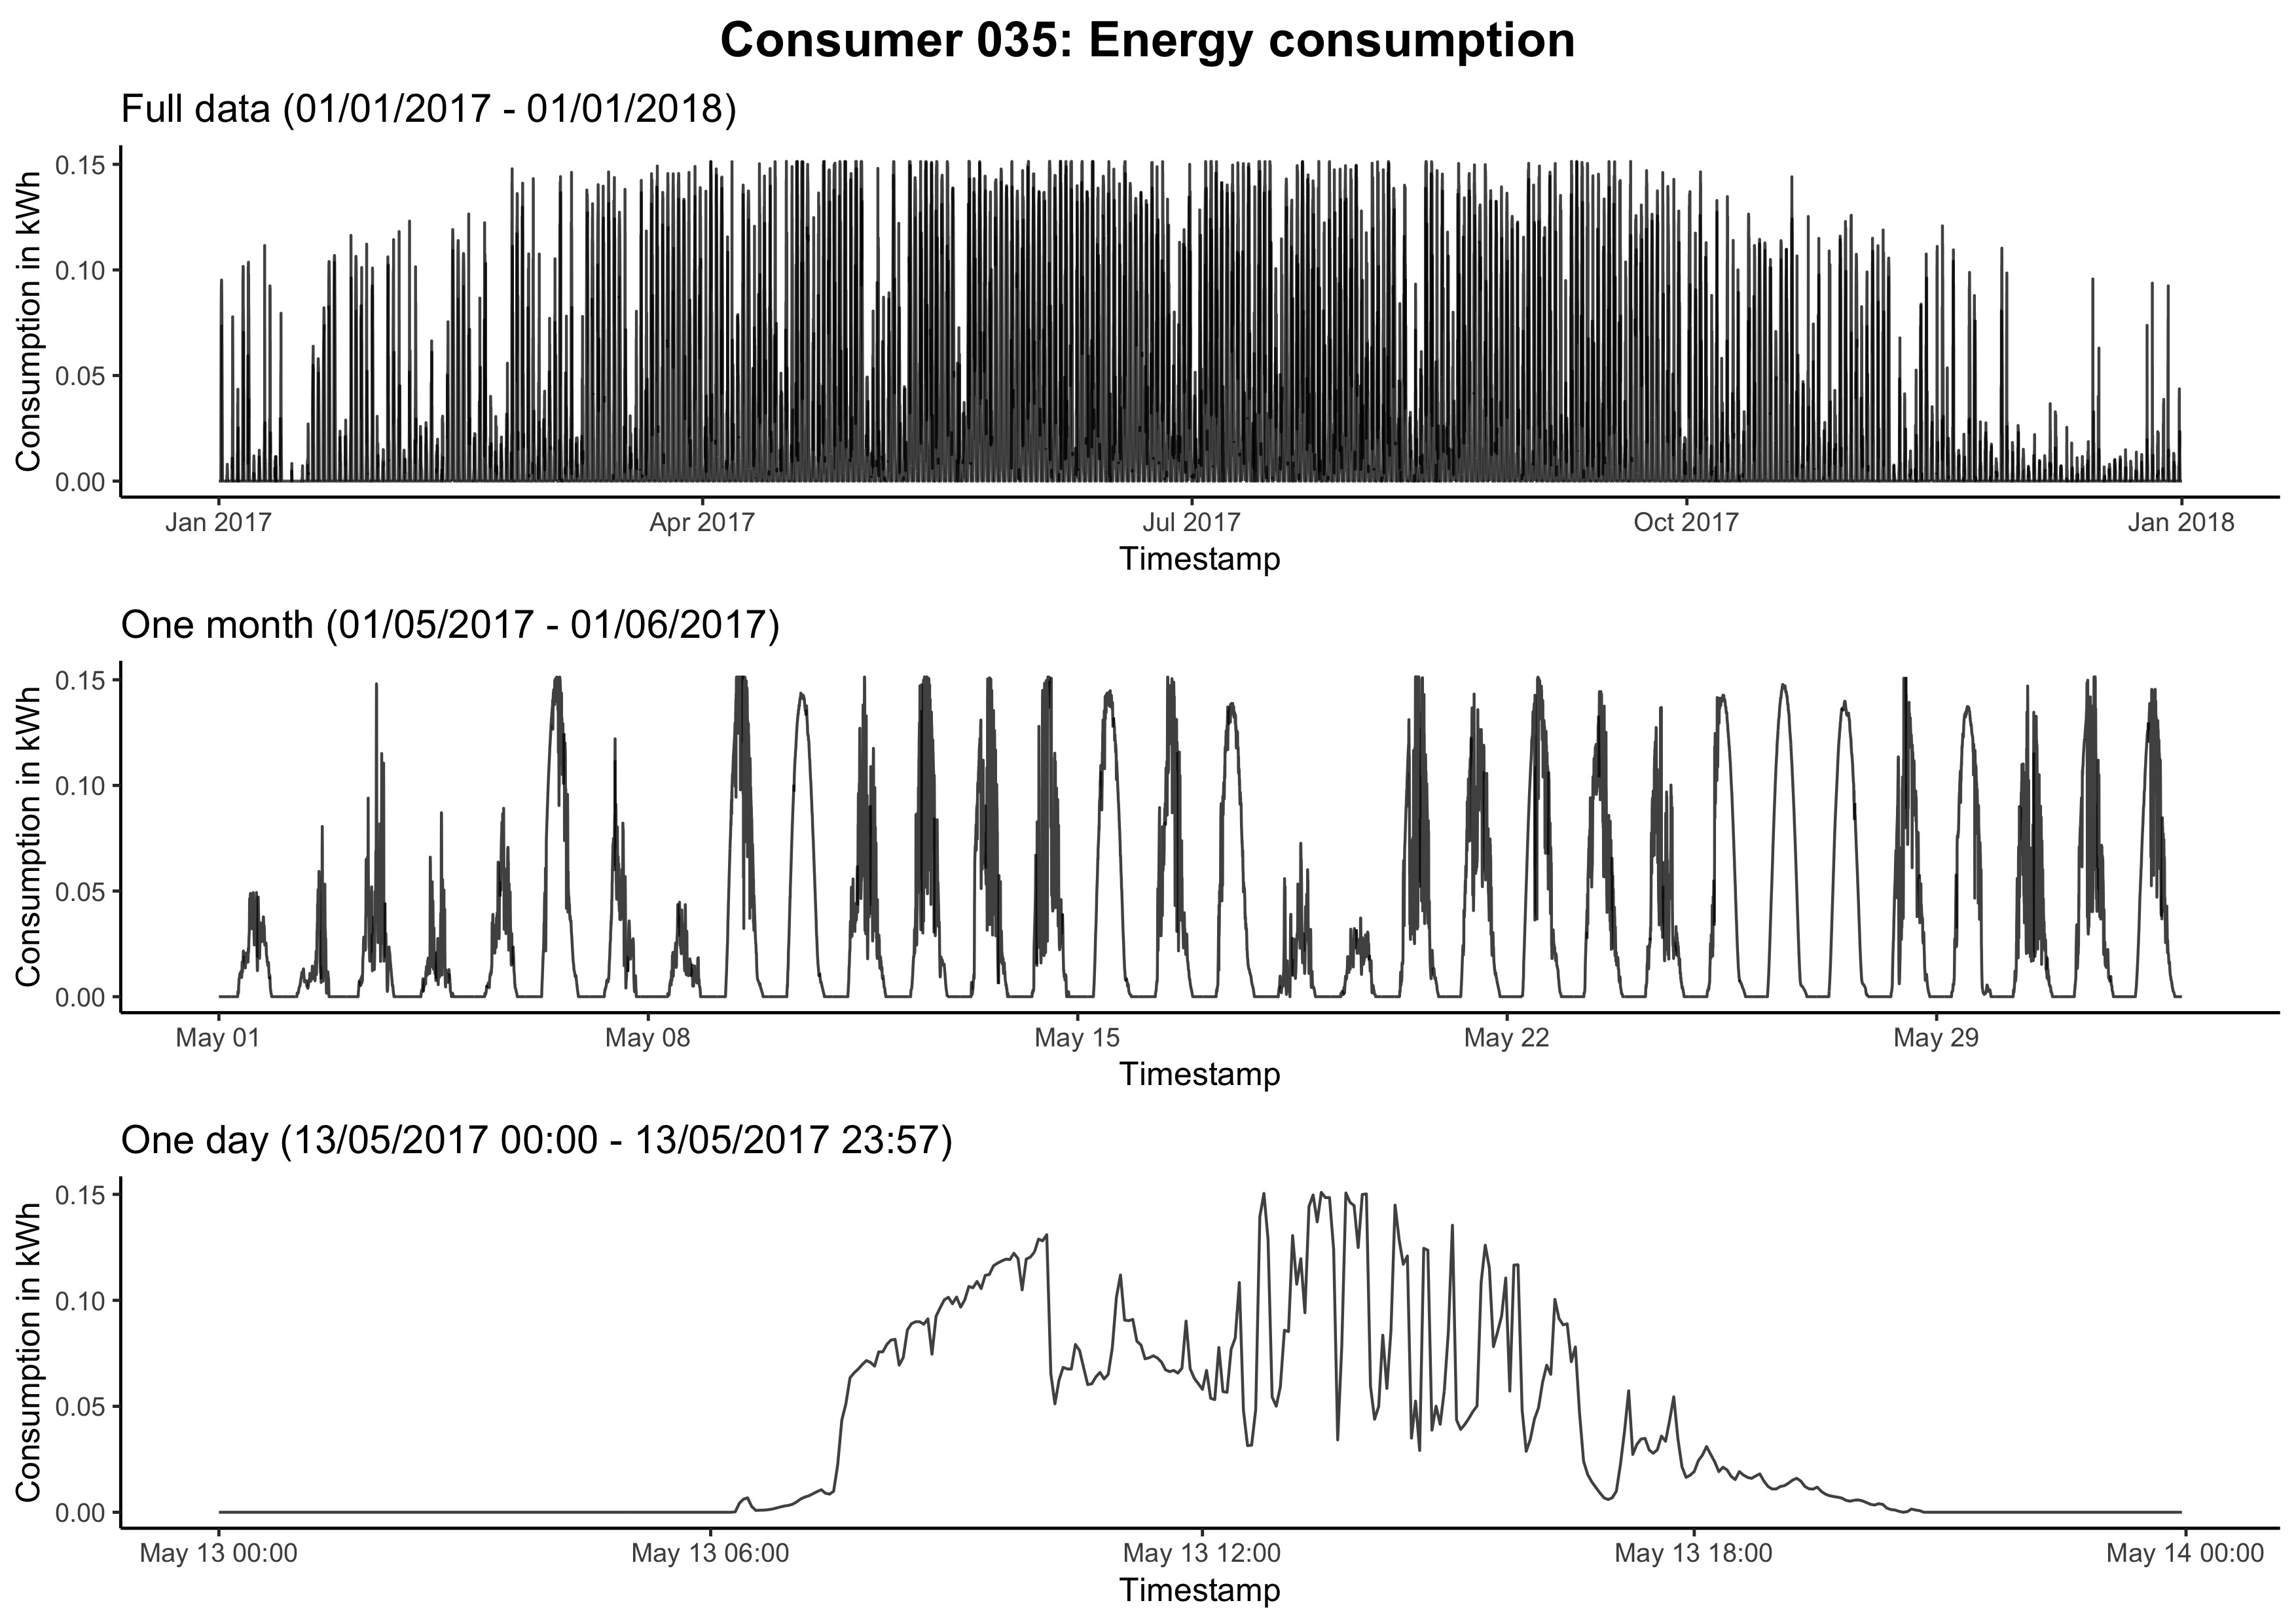 Consumer 035: Energy consumption
Full data (01/01/2017 - 01/01/2018)
Consumption in kWh
0.15
0.10
0.05
0.00
Jan 2017 Apr 2017 Jul 2017 Oct 2017 Jan 2018
Timestamp
One month (01/05/2017 - 01/06/2017)
Consumption in kWh
0.15
0.10
0.05
0.00
May 01 May 08 May 15 May 22 May 29
Timestamp
One day (13/05/2017 00:00 - 13/05/2017 23:57)
Consumption in kWh
0.15
0.10
0.05
0.00
May 13 00:00 May 13 06:00 May 13 12:00 May 13 18:00 May 14 00:00
Timestamp